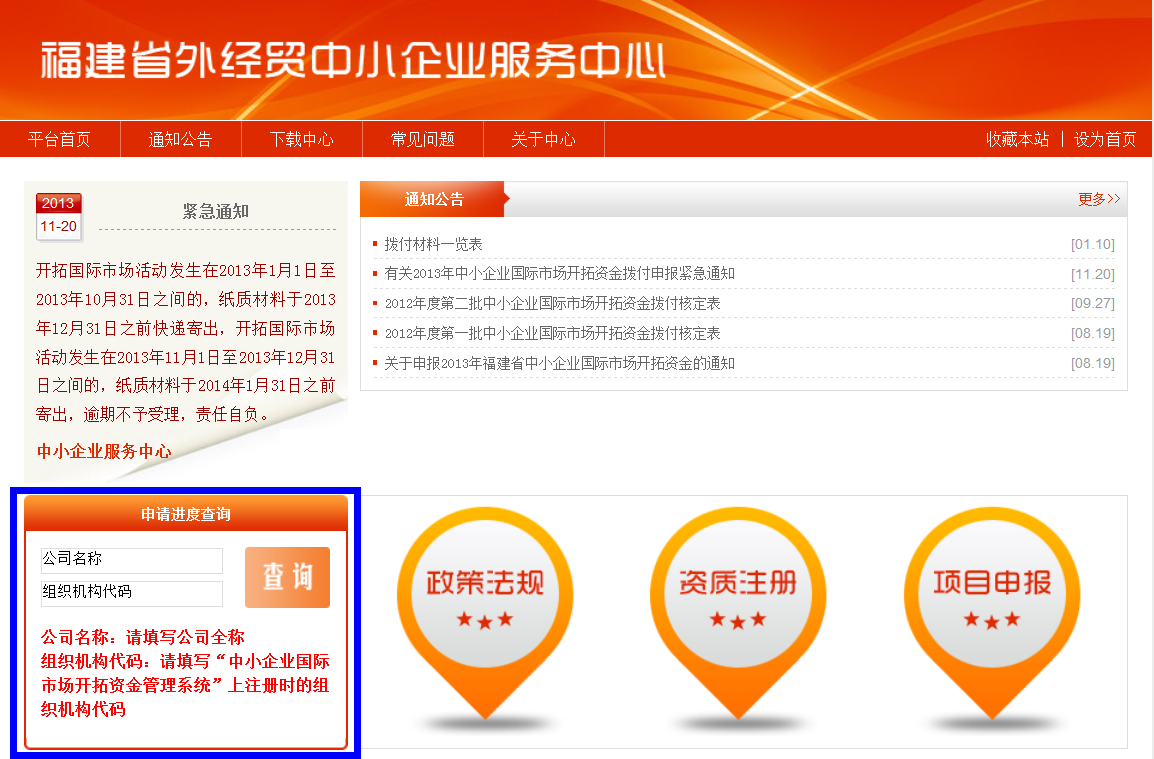 福建省外经贸中小企业服务中心
平台首页 通知公告 下载中心 常见问题 关于中心 收藏本站 | 设为首页
2013
11-20
紧急通知
开拓国际市场活动发生在2013年1月1日至
2013年10月31日之间的，纸质材料于2013
年12月31日之前快递寄出，开拓国际市场
活动发生在2013年11月1日至2013年12月31
日之间的，纸质材料于2014年1月31日之前
寄出，逾期不予受理，责任自负。
中小企业服务中心
通知公告 更多>>
拨付材料一览表 [01.10]
有关2013年中小企业国际市场开拓资金拨付申报紧急通知 [11.20]
2012年度第二批中小企业国际市场开拓资金拨付核定表 [09.27]
2012年度第一批中小企业国际市场开拓资金拨付核定表 [08.19]
关于申报2013年福建省中小企业国际市场开拓资金的通知 [08.19]
申请进度查询
公司名称
组织机构代码
查询
公司名称：请填写公司全称
组织机构代码：请填写“中小企业国际
市场开拓资金管理系统”上注册时的组
织机构代码
政策法规
资质注册
项目申报